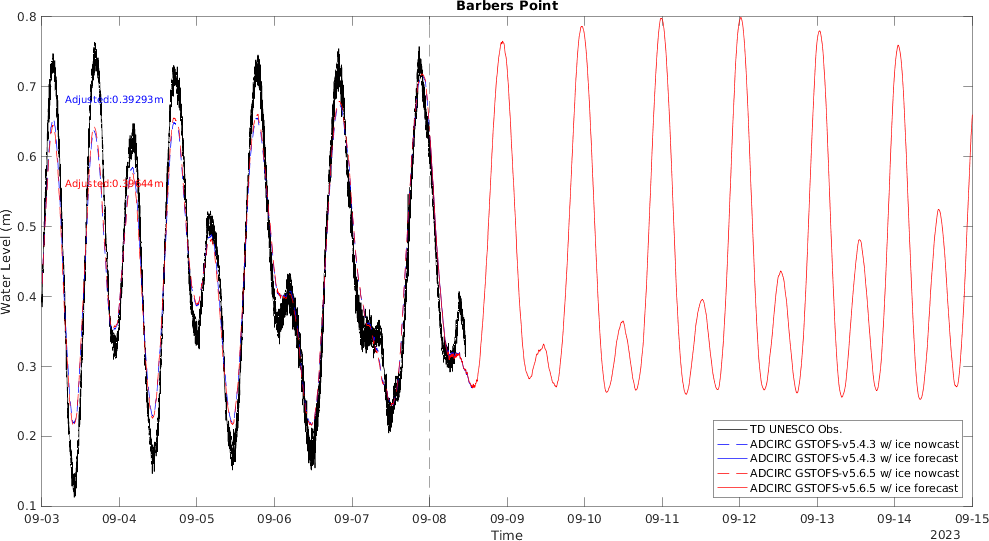 Barbers Point
0.8
0.7
0.6
0.5
0.4
0.3
0.2
0.1
Water Level (m)
Adjusted:0.39293m
Adjusted:0.39644m
TD UNESCO Obs.
ADCIRC GSTOFS-v5.4.3 w/ ice nowcast
ADCIRC GSTOFS-v5.4.3 w/ ice forecast
ADCIRC GSTOFS-v5.6.5 w/ ice nowcast
ADCIRC GSTOFS-v5.6.5 w/ ice forecast
09-03 09-04 09-05 09-06 09-07 09-08 09-09 09-10 09-11 09-12 09-13 09-14 09-15
Time
2023